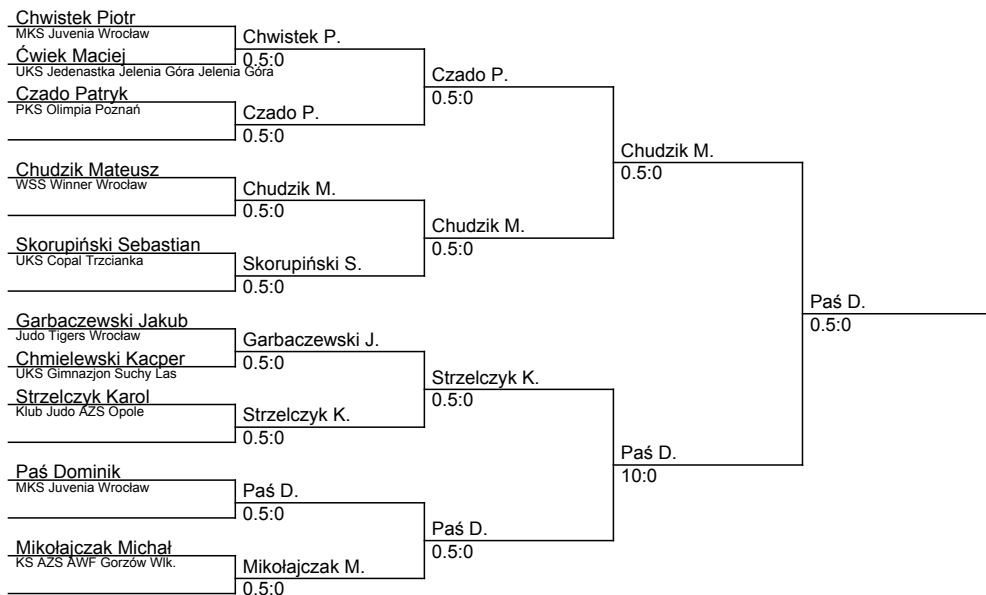 Chwistek Piotr
MKS Juvenia Wrocław
Ćwiek Maciej
UKS Jedenastka Jelenia Góra Jelenia Góra
Czado Patryk
PKS Olimpia Poznań
Chudzik Mateusz
WSS Winner Wrocław
Skorupiński Sebastian
UKS Copal Trzcianka
Garbaczewski Jakub
Judo Tigers Wrocław
Chmielewski Kacper
UKS Gimnazjon Suchy Las
Strzelczyk Karol
Klub Judo AZS Opole
Paś Dominik
MKS Juvenia Wrocław
Mikołajczak Michał
KS AZS AWF Gorzów Wlk.
Chwistek P.
0.5:0
Czado P.
0.5:0
Chudzik M.
0.5:0
Skorupiński S.
0.5:0
Garbaczewski J.
0.5:0
Strzelczyk K.
0.5:0
Paś D.
0.5:0
Mikołajczak M.
0.5:0
Czado P.
0.5:0
Chudzik M.
0.5:0
Strzelczyk K.
0.5:0
Paś D.
0.5:0
Chudzik M.
0.5:0
Paś D.
10:0
Paś D.
0.5:0